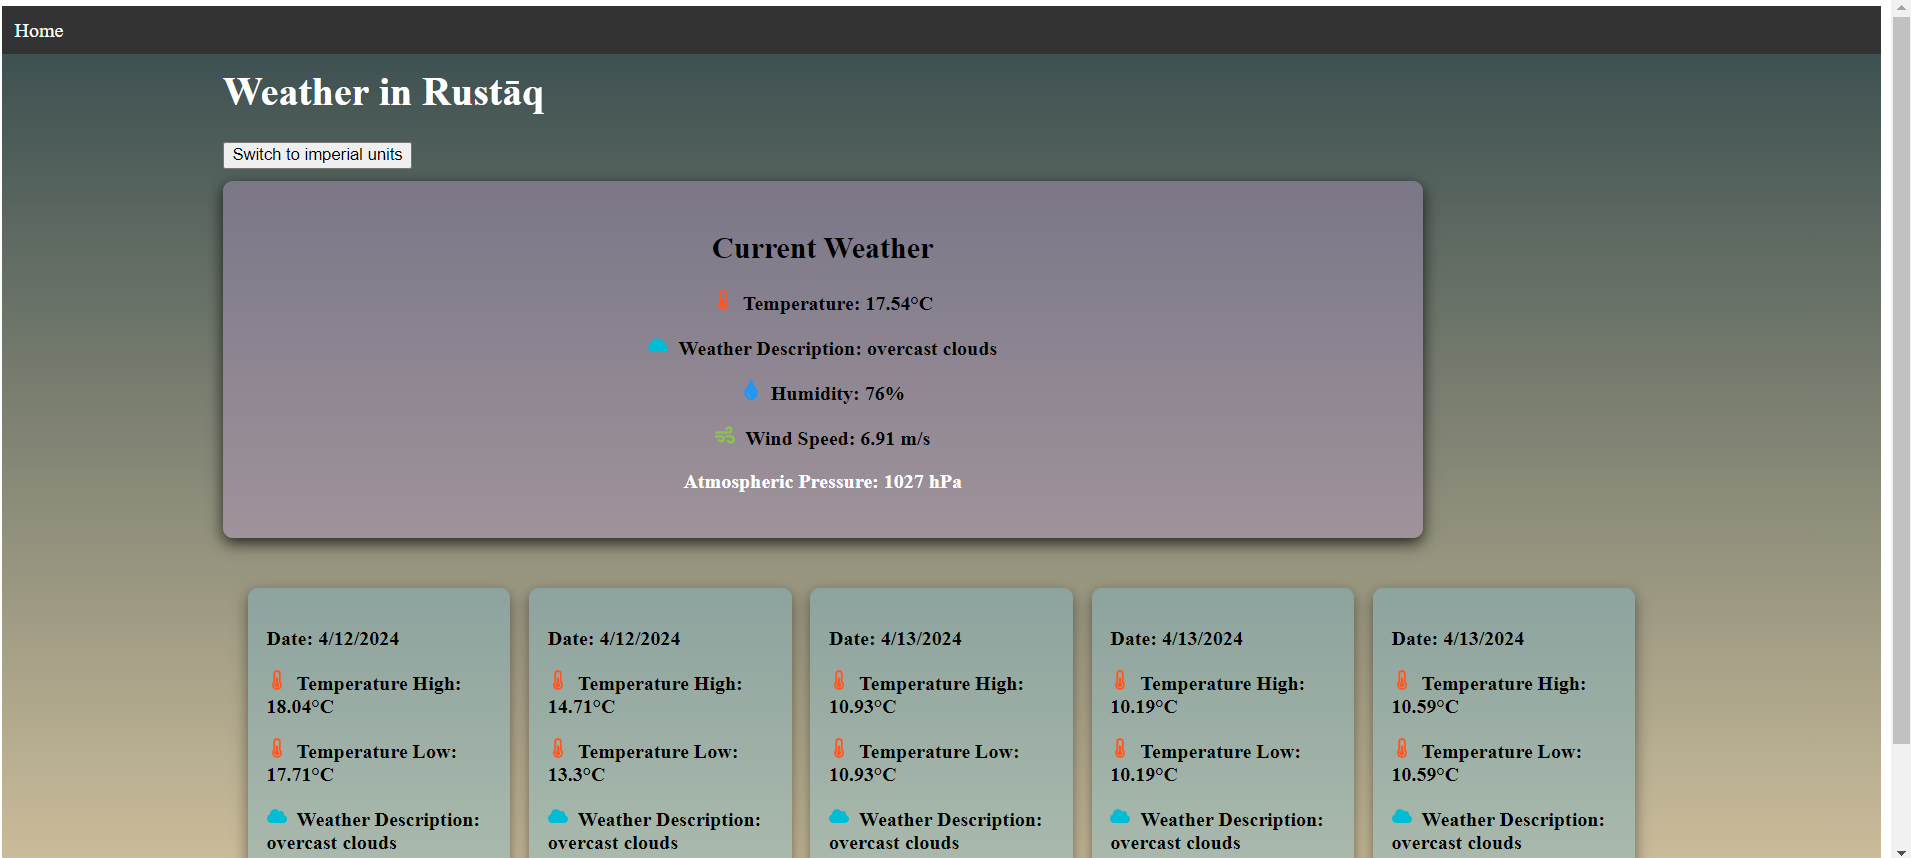 Home
Weather in Rustāq
Switch to imperial units
Current Weather
Temperature: 17.54°C
Weather Description: overcast clouds
Humidity: 76%
Wind Speed: 6.91 m/s
Atmospheric Pressure: 1027 hPa
Date: 4/12/2024
Temperature High:
18.04°C
Temperature Low:
17.71°C
Weather Description:
overcast clouds
Date: 4/12/2024
Temperature High:
14.71°C
Temperature Low:
13.3°C
Weather Description:
overcast clouds
Date: 4/13/2024
Temperature High:
10.93°C
Temperature Low:
10.93°C
Weather Description:
overcast clouds
Date: 4/13/2024
Temperature High:
10.19°C
Temperature Low:
10.19°C
Weather Description:
overcast clouds
Date: 4/13/2024
Temperature High:
10.59°C
Temperature Low:
10.59°C
Weather Description:
overcast clouds